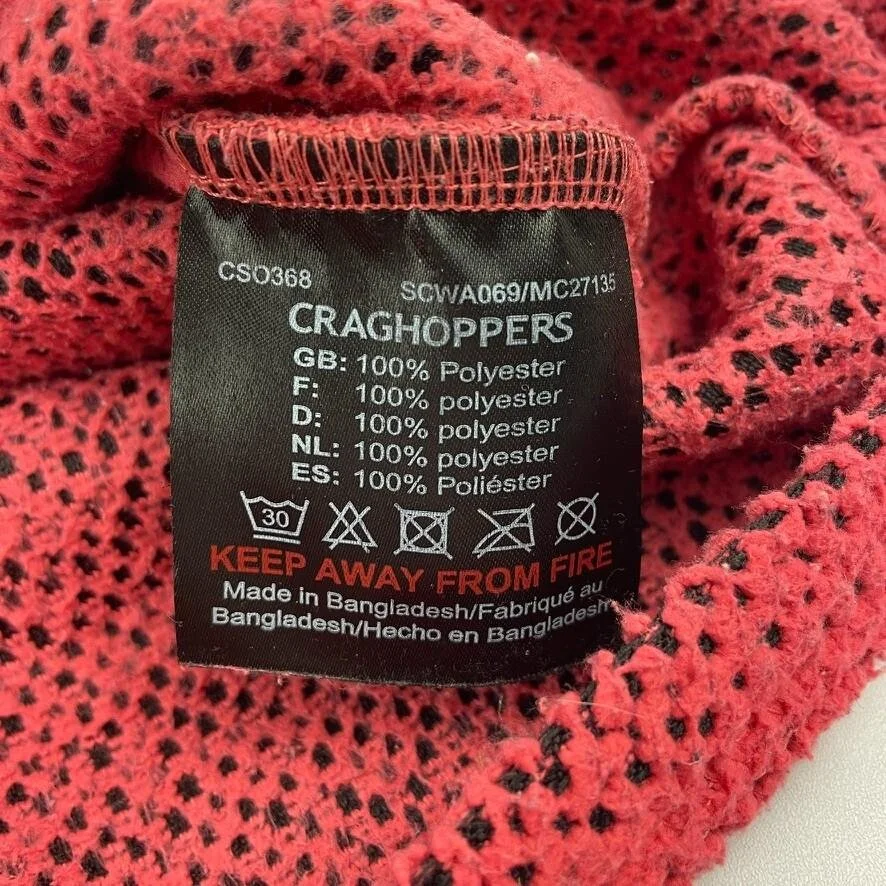 CSO368 SCWA069/MC27135
CRAGHOPPERS
GB: 100% Polyester
F: 100% polyester
D: 100% polyester
NL: 100% polyester
ES: 100% Poliéster
30
KEEP AWAY FROM FIRE
Made in Bangladesh/Fabriqué au
Bangladesh/Hecho en Bangladesh